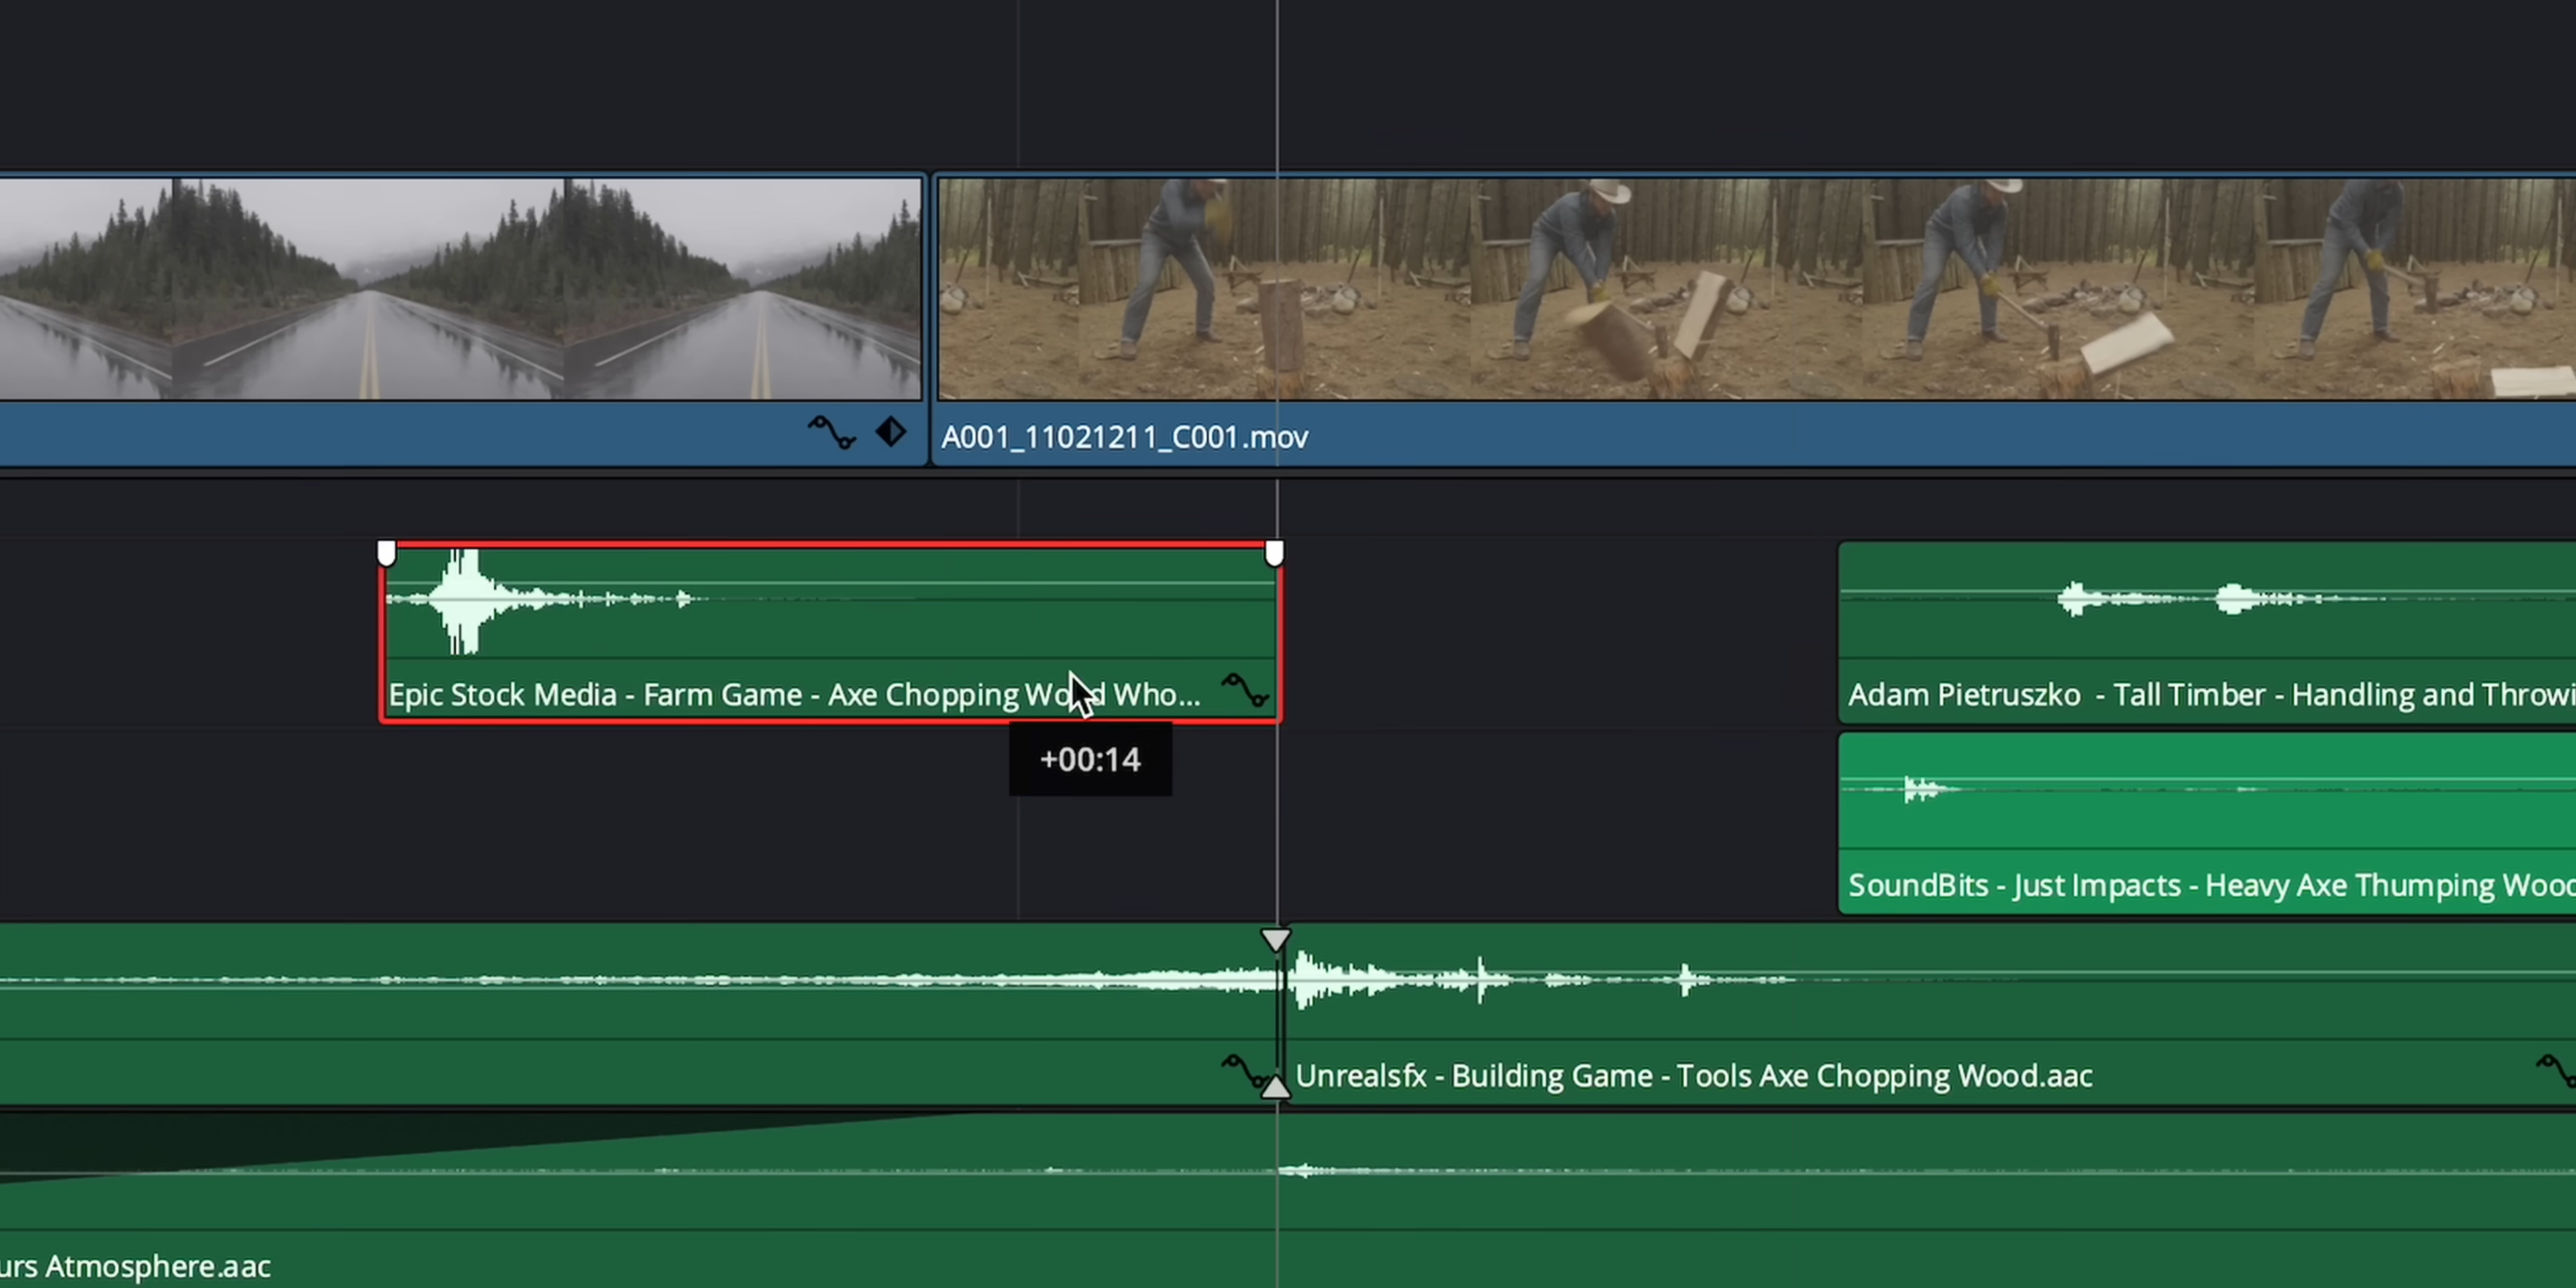 A001_11021211_C001.mov
Epic Stock Media - Farm Game - Axe Chopping Wood Who...
Adam Pietruszko - Tall Timber - Handling and Throwi
+00:14
SoundBits - Just Impacts - Heavy Axe Thumping Wood
Unrealsfx - Building Game - Tools Axe Chopping Wood.aac
urs Atmosphere.aac